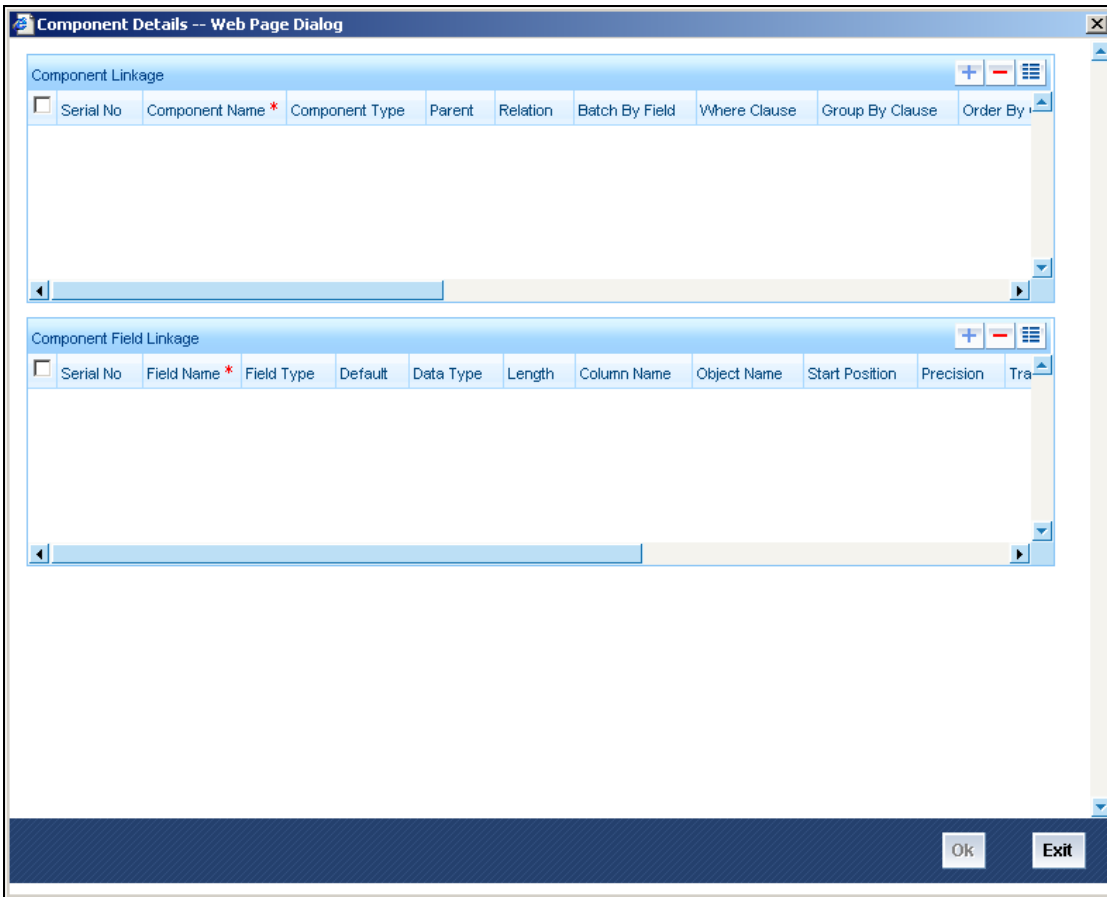 Component Details -- Web Page Dialog
Component Linkage
Serial No Component Name * Component Type Parent Relation Batch By Field Where Clause Group By Clause Order By
Component Field Linkage
Serial No Field Name * Field Type Default Data Type Length Column Name Object Name Start Position Precision Tra
Ok Exit